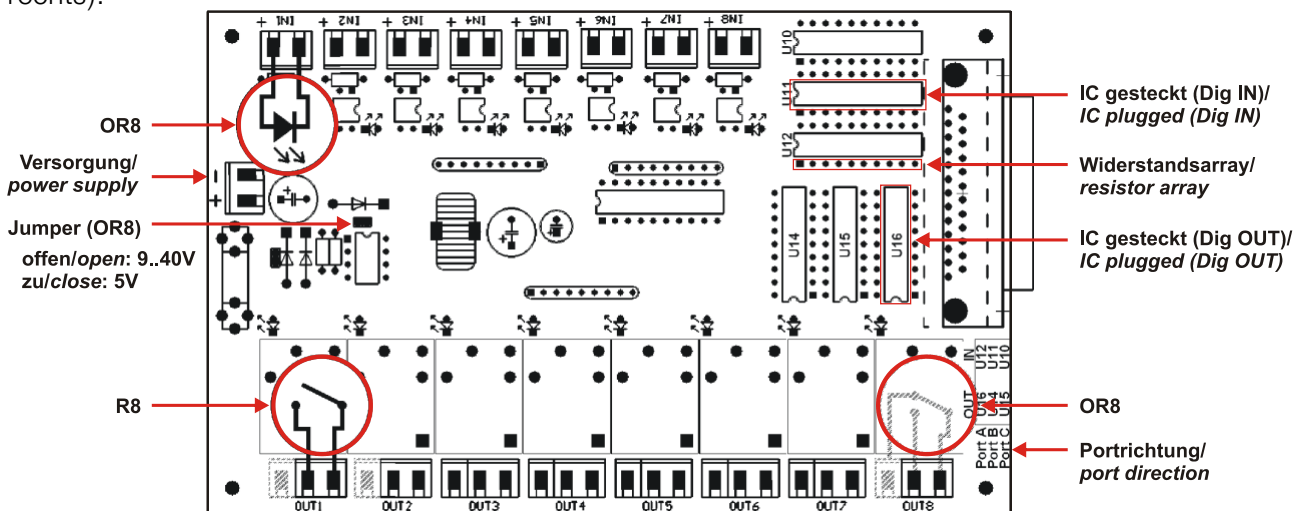 rechts).
+ IN1 + IN2 + IN3 + IN4 + IN5 + IN6 + IN7 + IN8
U10
U11
U12
OR8
Versorgung/
power supply
- +
Jumper (OR8)
offen/open: 9..40V
zu/close: 5V
IC gesteckt (Dig IN)/
IC plugged (Dig IN)
Widerstandsarray/
resistor array
IC gesteckt (Dig OUT)/
IC plugged (Dig OUT)
U14 U15 U16
+ + +
R8
OR8
Portrichtung/
port direction
IN
U12
U11
U10
OUT
U16
U14
U15
Port A
Port B
Port C
OUT1 OUT2 OUT3 OUT4 OUT5 OUT6 OUT7 OUT8